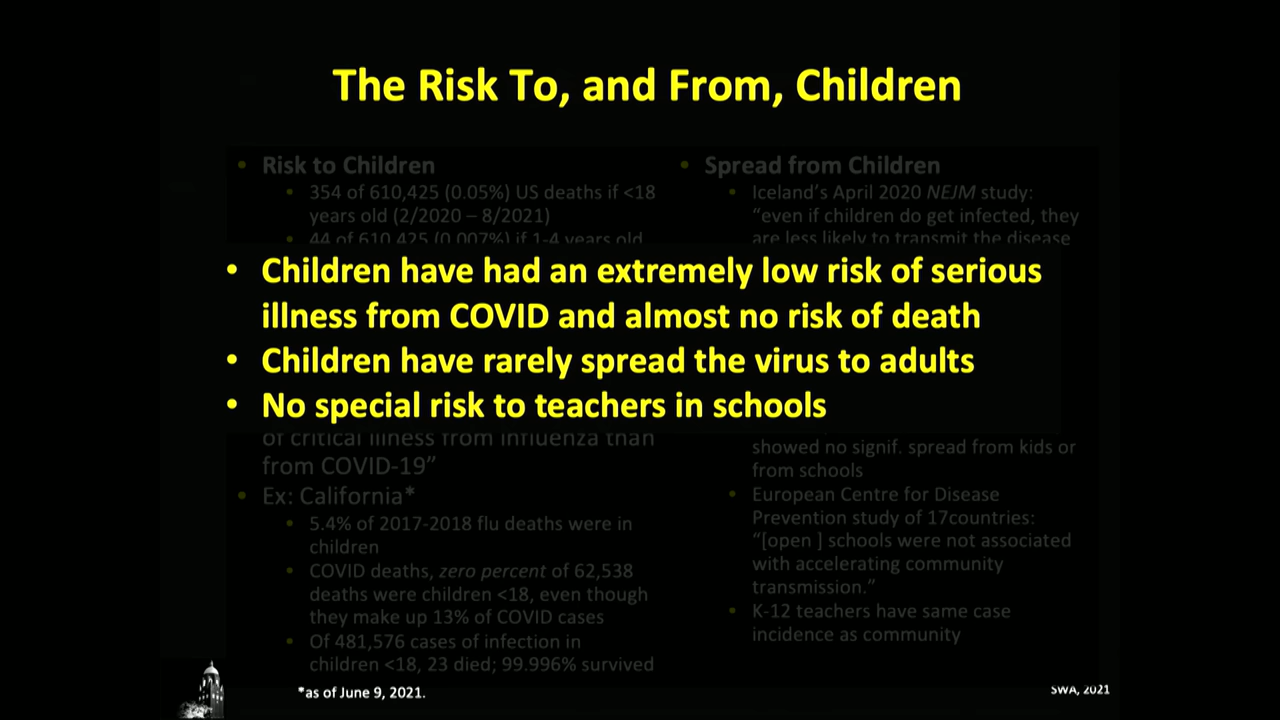 The Risk To, and From, Children
• Risk to Children
• 354 of 610,425 (0.05%) US deaths if <18
years old (2/2020 – 8/2021)
• 44 of 610,425 (0.007%) if 1-4 years old
• Spread from Children
• Iceland's April 2020 NEJM study:
"even if children do get infected, they
are less likely to transmit the disease
• Children have had an extremely low risk of serious
illness from COVID and almost no risk of death
• Children have rarely spread the virus to adults
• No special risk to teachers in schools
of critical illness from influenza than
from COVID-19"
• Ex: California*
• 5.4% of 2017-2018 flu deaths were in
children
• COVID deaths, zero percent of 62,538
deaths were children <18, even though
they make up 13% of COVID cases
• Of 481,576 cases of infection in
children <18, 23 died; 99.996% survived
showed no signif. spread from kids or
from schools
• European Centre for Disease
Prevention study of 17countries:
"[open ] schools were not associated
with accelerating community
transmission."
• K-12 teachers have same case
incidence as community
*as of June 9, 2021.
SWA, 2021